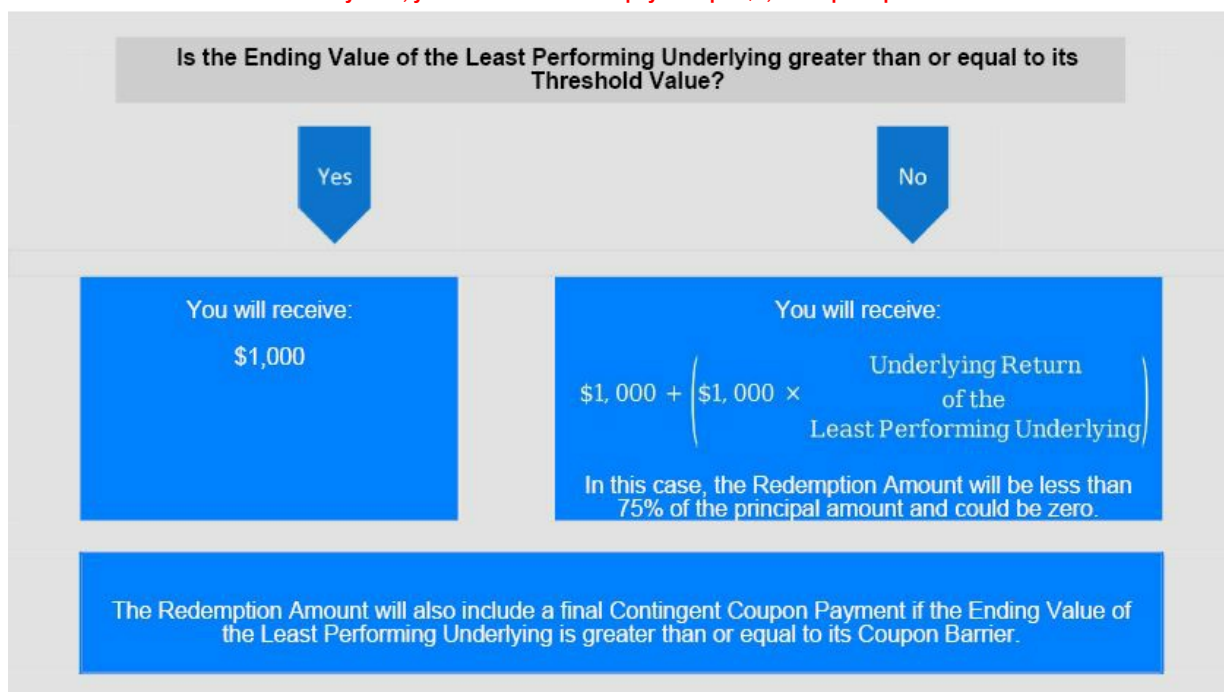 Is the Ending Value of the Least Performing Underlying greater than or equal to its
Threshold Value?
Yes
No
You will receive:
$1,000
You will receive:
$1, 000 + ($1, 000 × Underlying Return
of the
Least Performing Underlying)
In this case, the Redemption Amount will be less than
75% of the principal amount and could be zero.
The Redemption Amount will also include a final Contingent Coupon Payment if the Ending Value of
the Least Performing Underlying is greater than or equal to its Coupon Barrier.